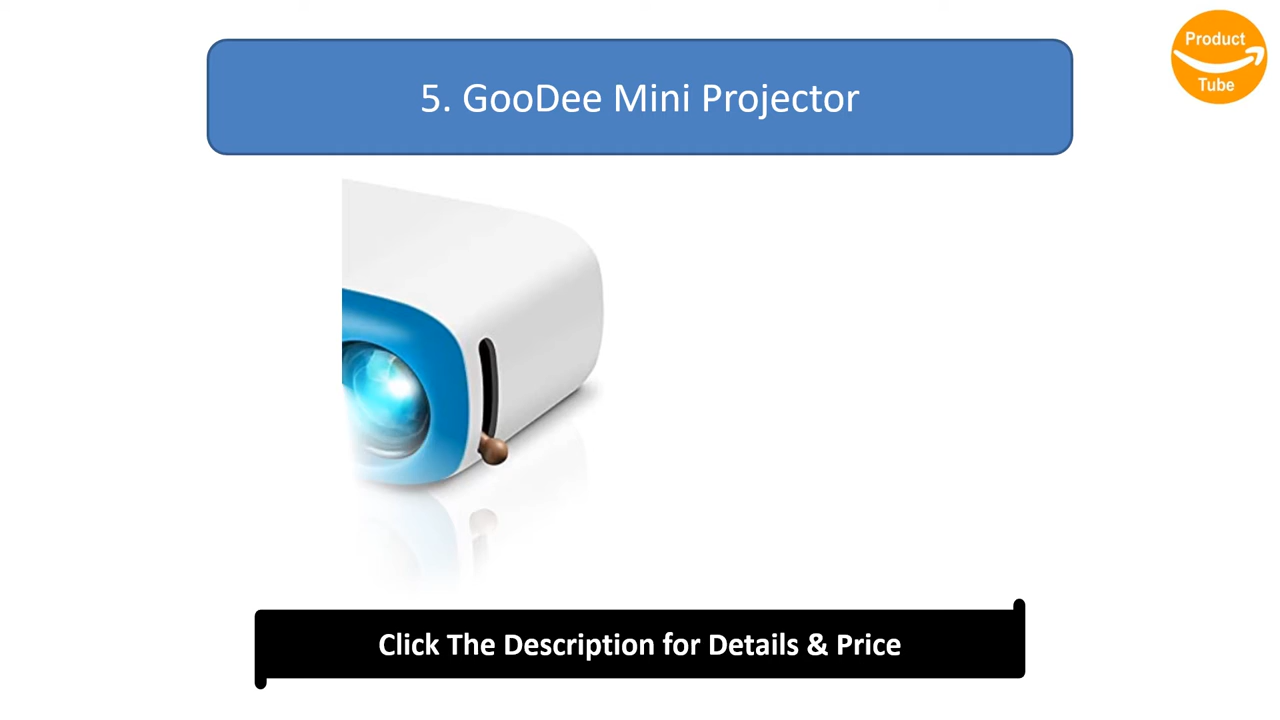 Product
Tube
5. GooDee Mini Projector
Click The Description for Details & Price